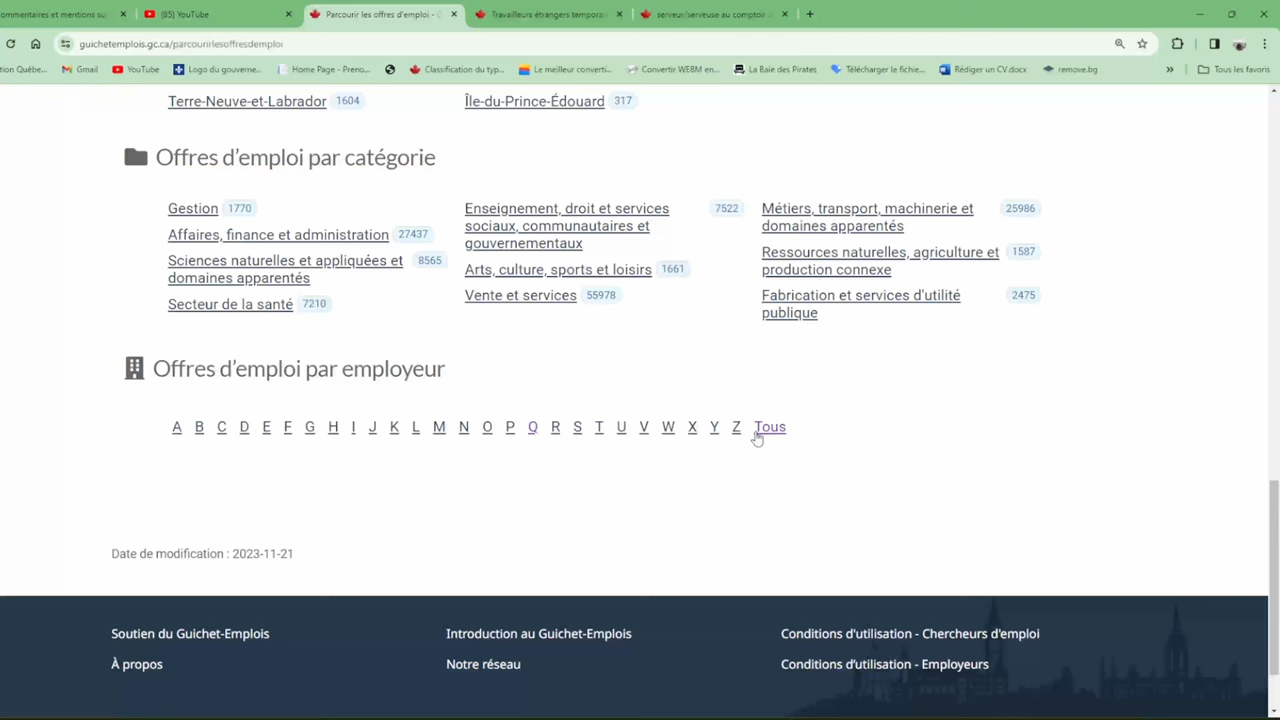 ommentaires et mentions su
(85) YouTube
Parcourir les offres d'emploi - G
Travailleurs étrangers tempora
serveur/serveuse au comptoir
guichetemplois.gc.ca/parcourirlesoffresdemploi
tion Québe...
Gmail
YouTube
Logo du gouverne...
Home Page - Preno...
Classification du typ...
Le meilleur converti...
Convertir WEBM en...
La Baie des Pirates
Télécharger le fichie...
Rédiger un CV.docx
remove.bg
Tous les favoris
Terre-Neuve-et-Labrador 1604
Île-du-Prince-Édouard 317
Offres d'emploi par catégorie
Gestion 1770
Affaires, finance et administration 27437
Sciences naturelles et appliquées et 8565
domaines apparentés
Secteur de la santé 7210
Enseignement, droit et services 7522
sociaux, communautaires et
gouvernementaux
Arts, culture, sports et loisirs 1661
Vente et services 55978
Métiers, transport, machinerie et 25986
domaines apparentés
Ressources naturelles, agriculture et 1587
production connexe
Fabrication et services d'utilité 2475
publique
Offres d'emploi par employeur
A B C D E F G H I J K L M N O P Q R S T U V W X Y Z Tous
Date de modification : 2023-11-21
Soutien du Guichet-Emplois
Introduction au Guichet-Emplois
Conditions d'utilisation - Chercheurs d'emploi
À propos
Notre réseau
Conditions d'utilisation - Employeurs